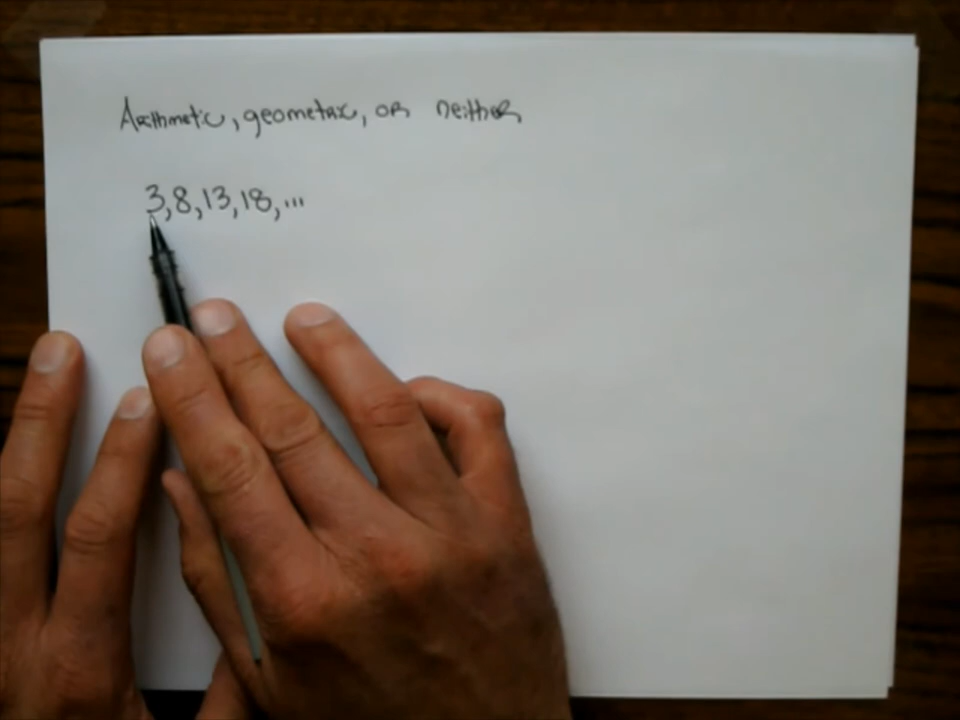 Arithmetic, geometric, or neither
3, 8, 13, 18, ...